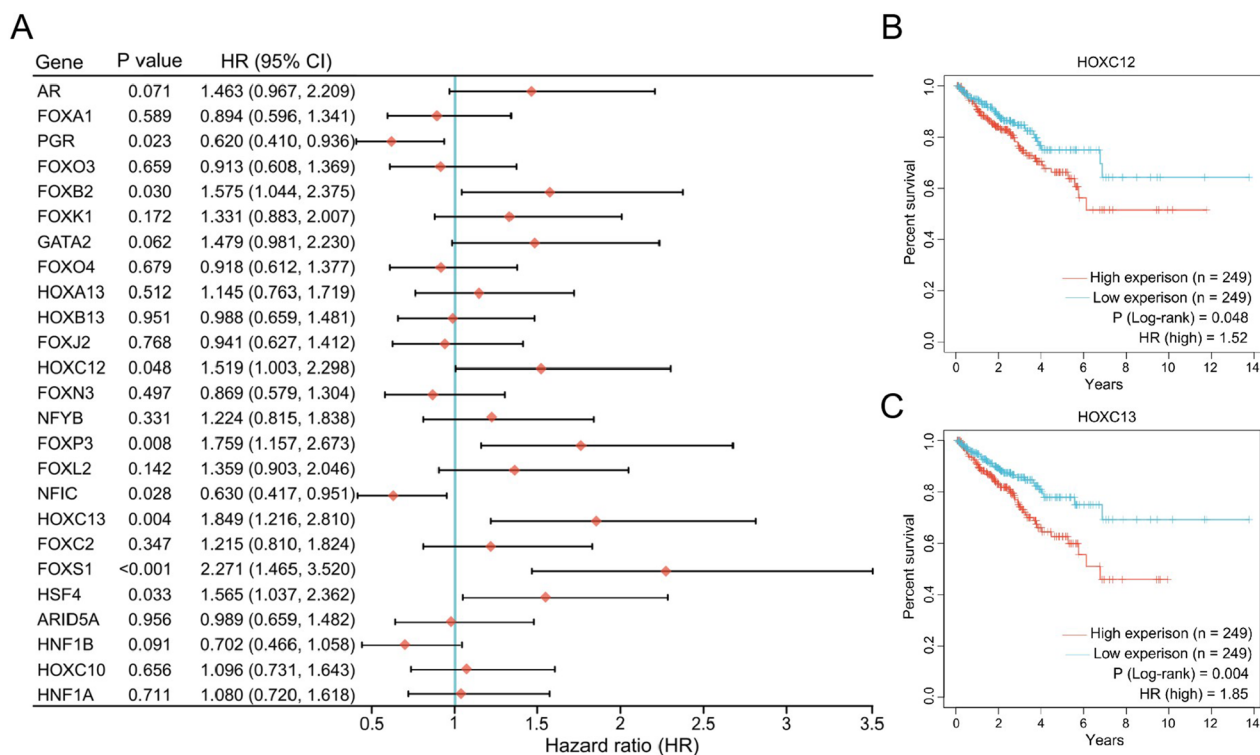 A
Gene P value HR (95% CI)
AR 0.071 1.463 (0.967, 2.209)
FOXA1 0.589 0.894 (0.596, 1.341)
PGR 0.023 0.620 (0.410, 0.936)
FOXO3 0.659 0.913 (0.608, 1.369)
FOXB2 0.030 1.575 (1.044, 2.375)
FOXK1 0.172 1.331 (0.883, 2.007)
GATA2 0.062 1.479 (0.981, 2.230)
FOXO4 0.679 0.918 (0.612, 1.377)
HOXA13 0.512 1.145 (0.763, 1.719)
HOXB13 0.951 0.988 (0.659, 1.481)
FOXJ2 0.768 0.941 (0.627, 1.412)
HOXC12 0.048 1.519 (1.003, 2.298)
FOXN3 0.497 0.869 (0.579, 1.304)
NFYB 0.331 1.224 (0.815, 1.838)
FOXP3 0.008 1.759 (1.157, 2.673)
FOXL2 0.142 1.359 (0.903, 2.046)
NFIC 0.028 0.630 (0.417, 0.951)
HOXC13 0.004 1.849 (1.216, 2.810)
FOXC2 0.347 1.215 (0.810, 1.824)
FOXS1 <0.001 2.271 (1.465, 3.520)
HSF4 0.033 1.565 (1.037, 2.362)
ARID5A 0.956 0.989 (0.659, 1.482)
HNF1B 0.091 0.702 (0.466, 1.058)
HOXC10 0.656 1.096 (0.731, 1.643)
HNF1A 0.711 1.080 (0.720, 1.618)
0.5 1 1.5 2 2.5 3 3.5
Hazard ratio (HR)
B
HOXC12
Percent survival
1.0
0.8
0.6
0.4
0.2
0.0
High experison (n = 249)
Low experison (n = 249)
P (Log-rank) = 0.048
HR (high) = 1.52
0 2 4 6 8 10 12 14
Years
C
HOXC13
Percent survival
1.0
0.8
0.6
0.4
0.2
0.0
High experison (n = 249)
Low experison (n = 249)
P (Log-rank) = 0.004
HR (high) = 1.85
0 2 4 6 8 10 12 14
Years